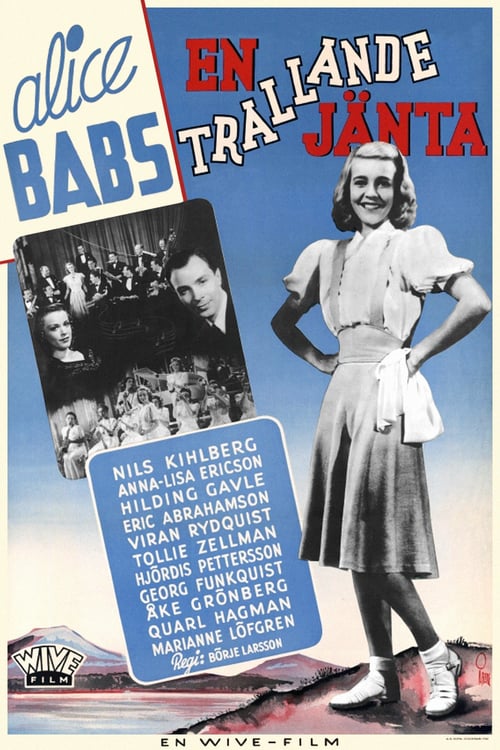 alice
BABS
EN
TRALLANDE
JÄNTA
NILS KIHLBERG
ANNA-LISA ERICSON
HILDING GAVLE
ERIC ABRAHAMSON
VIRAN RYDQUIST
TOLLIE ZELLMAN
HJÖRDIS PETTERSSON
GEORG FUNKQUIST
ÅKE GRÖNBERG
QUARL HAGMAN
MARIANNE LÖFGREN
Regi: BÖRJE LARSSON
WIVE
FILM
EN WIVE-FILM